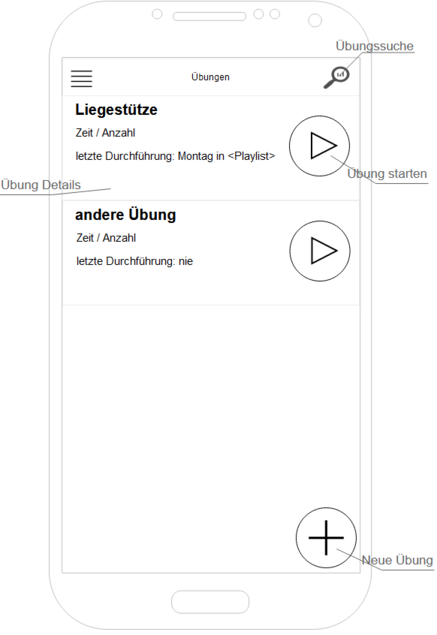 Übungssuche
Übungen
Liegestütze
Zeit / Anzahl
letzte Durchführung: Montag in <Playlist>
Übung starten
Übung Details
andere Übung
Zeit / Anzahl
letzte Durchführung: nie
Neue Übung